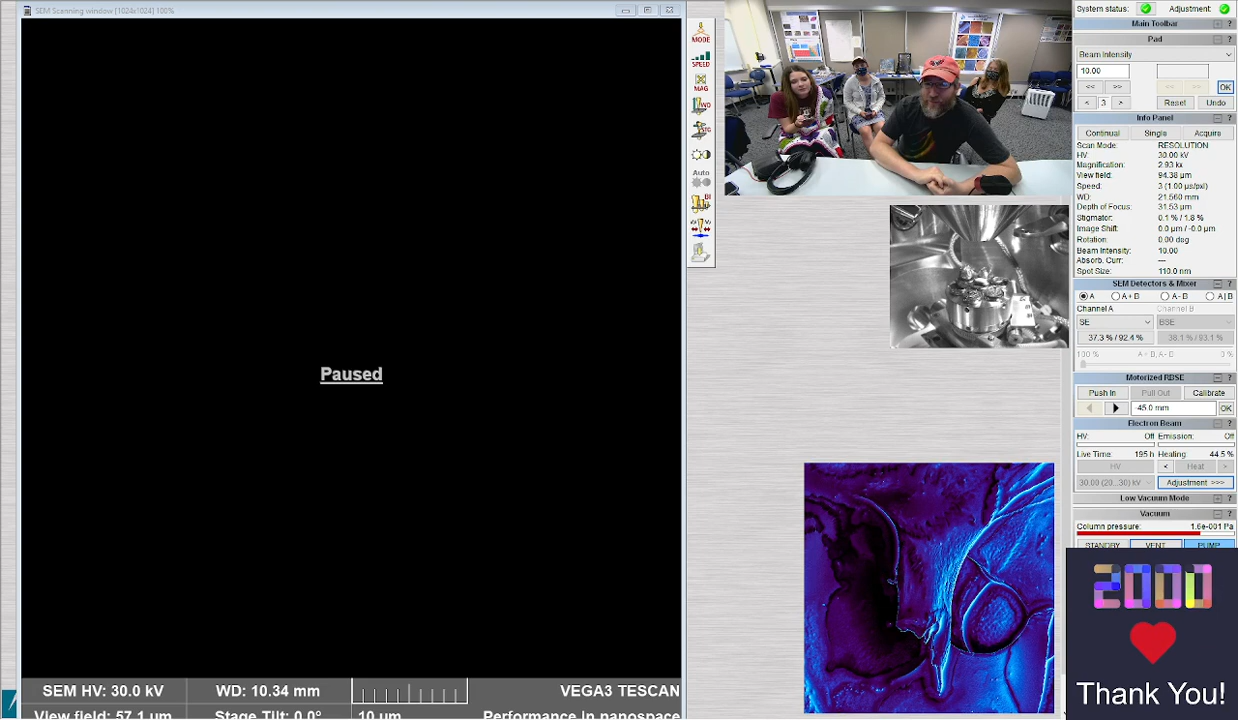 SEM Scanning window [1024x1024] 100%
Paused
SEM HV: 30.0 kV
WD: 10.34 mm
VEGA3 TESCAN
View field: 57.1 um
Stage Tilt: 0.0°
10 µm
Performance in nanospace
MODE
SPEED
MAG
WD
STG
Auto
System status:
Adjustment:
Main Toolbar
Pad
Beam Intensity
10.00
<< >> << >> OK
< 3 > Reset Undo
Info Panel
Continual Single Acquire
Scan Mode: RESOLUTION
HV: 30.00 kV
Magnification: 2.93 kx
View field: 94.38 µm
Speed: 3 (1.00 µs/pxl)
WD: 21.560 mm
Depth of Focus: 31.53 µm
Stigmator: 0.1 % / 1.8 %
Image Shift: 0.0 µm / -0.0 µm
Rotation: 0.00 deg
Beam Intensity: 10.00
Absorb. Curr: ---
Spot Size: 110.0 nm
SEM Detectors & Mixer
A A+B A-B A|B
Channel A Channel B
SE BSE
37.3 % / 92.4 % 38.1 % / 93.1 %
100 % A+B, A-B 0 %
Motorized RBSE
Push In Pull Out Calibrate
-45.0 mm OK
Electron Beam
HV: Off Emission: Off
Live Time: 195 h Heating: 44.5 %
HV < Heat >
30.00 (20...30) kV Adjustment >>>
Low Vacuum Mode
Vacuum
Column pressure: 1.6e-001 Pa
STANDBY VENT PUMP
2000
Thank You!